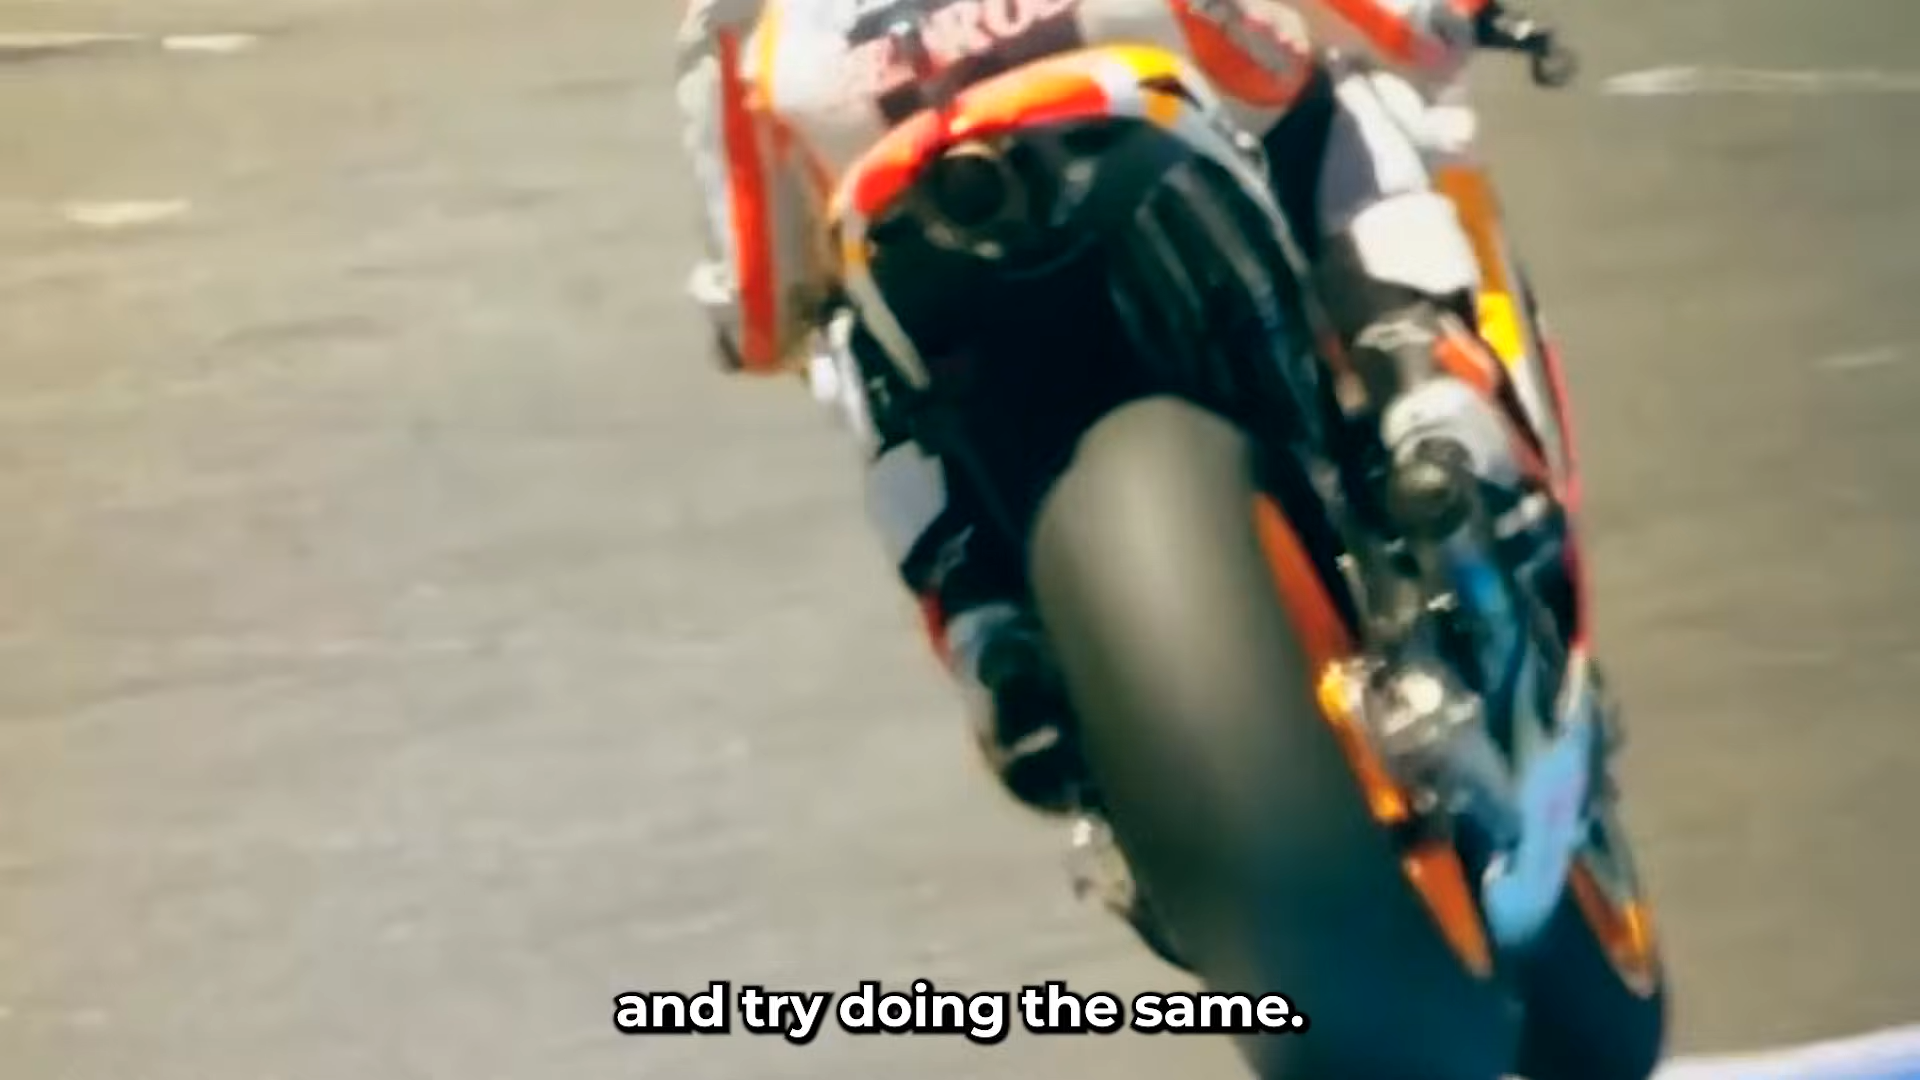 and try doing the same.